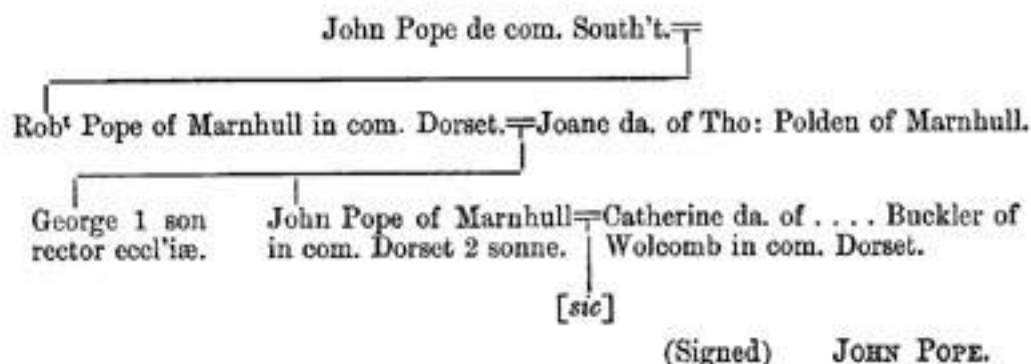 John Pope de com. South't.
Robᵗ Pope of Marnhull in com. Dorset.
Joane da. of Tho: Polden of Marnhull.
George 1 son
rector eccl'iæ.
John Pope of Marnhull
in com. Dorset 2 sonne.
Catherine da. of . . . . Buckler of
Wolcomb in com. Dorset.
[sic]
(Signed) JOHN POPE.